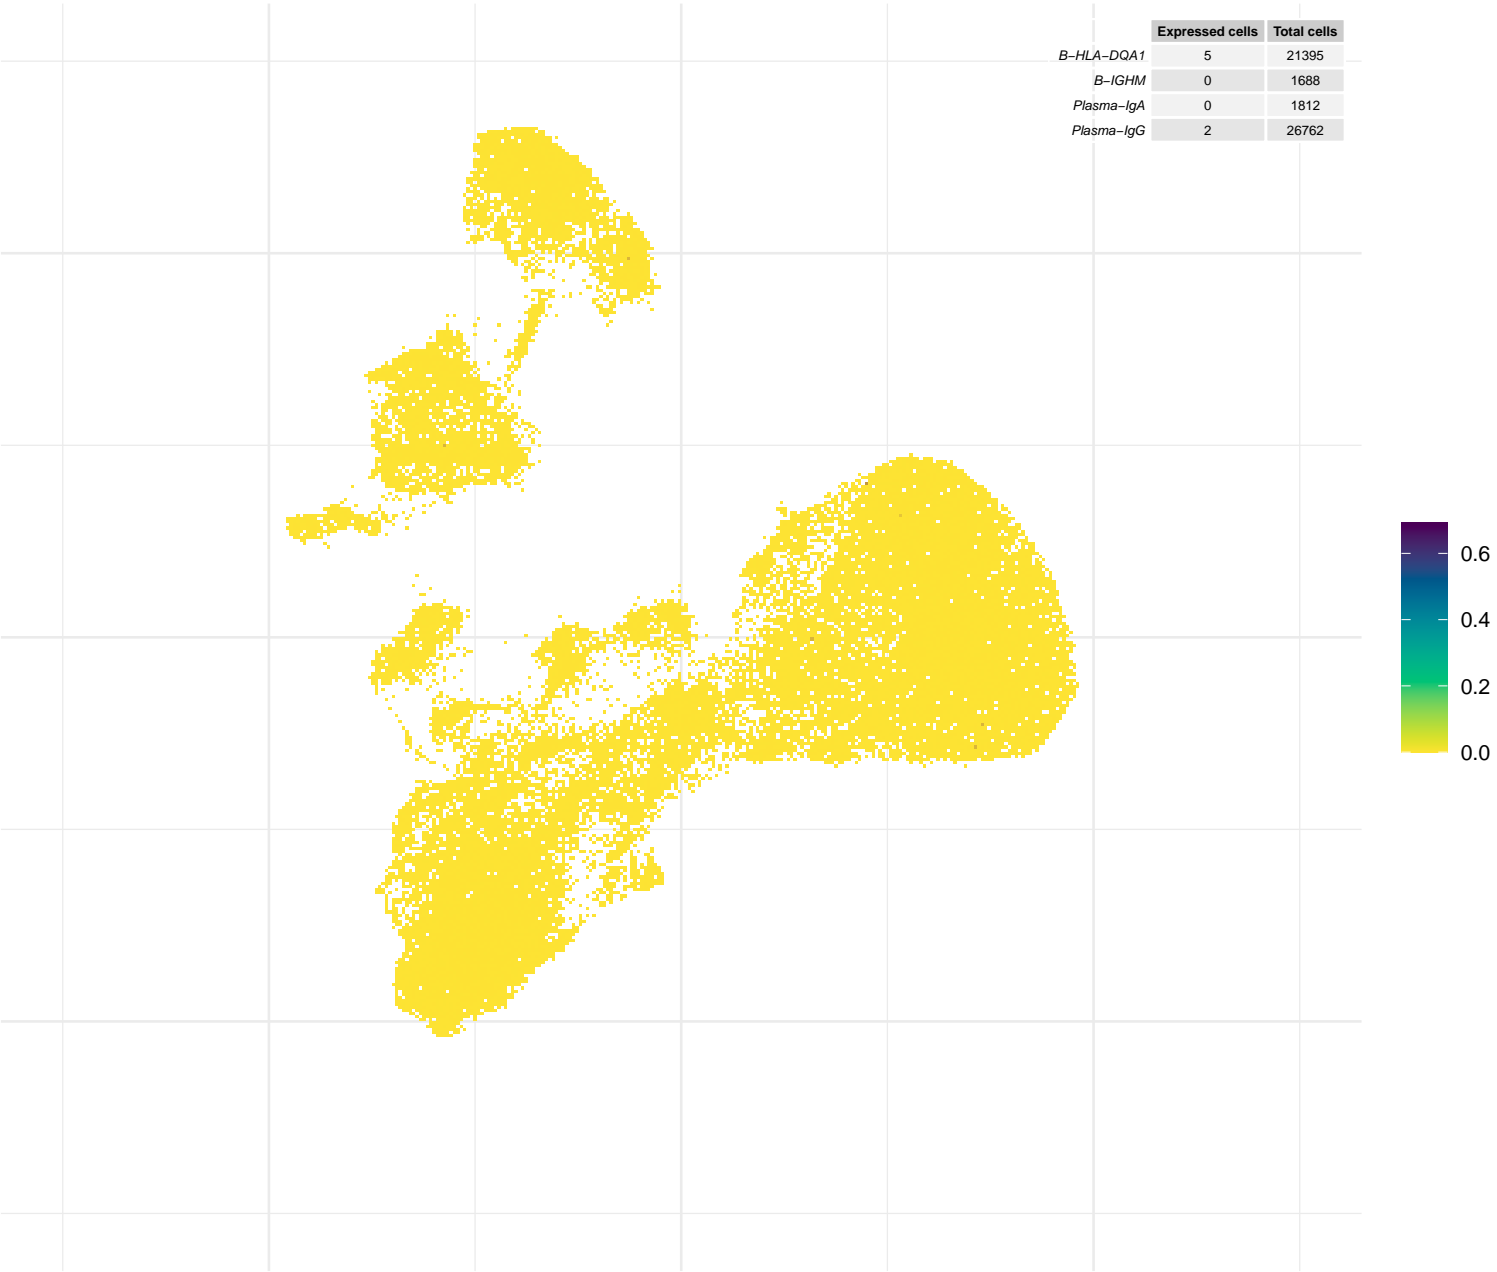 Expressed cells Total cells
B−HLA−DQA1 5 21395
B−IGHM 0 1688
Plasma−IgA 0 1812
Plasma−IgG 2 26762
0.6
0.4
0.2
0.0